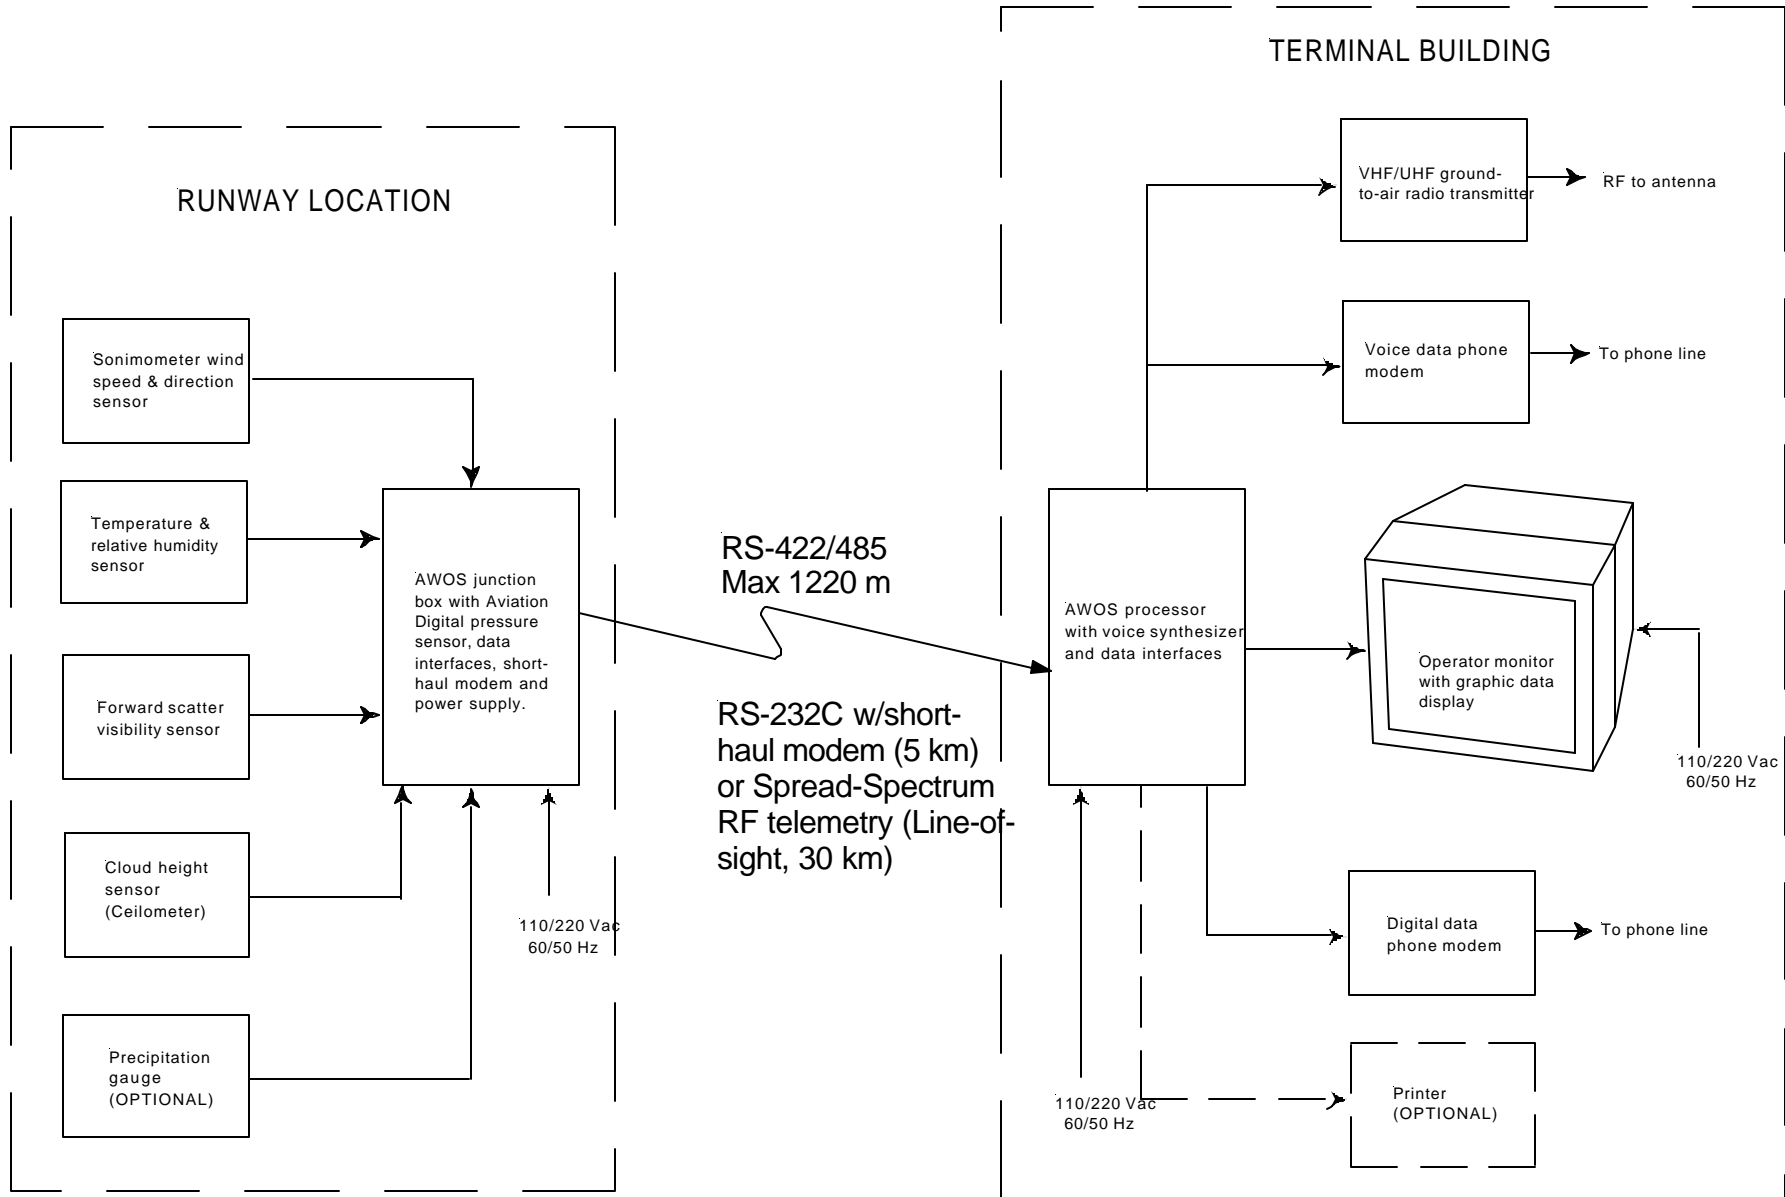 TERMINAL BUILDING
RUNWAY LOCATION
VHF/UHF ground-
to-air radio transmitter
RF to antenna
Sonimometer wind
speed & direction
sensor
Voice data phone
modem
To phone line
Temperature &
relative humidity
sensor
AWOS junction
box with Aviation
Digital pressure
sensor, data
interfaces, short-
haul modem and
power supply.
RS-422/485
Max 1220 m
AWOS processor
with voice synthesizer
and data interfaces
Operator monitor
with graphic data
display
110/220 Vac
60/50 Hz
Forward scatter
visibility sensor
RS-232C w/short-
haul modem (5 km)
or Spread-Spectrum
RF telemetry (Line-of-
sight, 30 km)
Cloud height
sensor
(Ceilometer)
110/220 Vac
60/50 Hz
Digital data
phone modem
To phone line
Precipitation
gauge
(OPTIONAL)
110/220 Vac
60/50 Hz
Printer
(OPTIONAL)